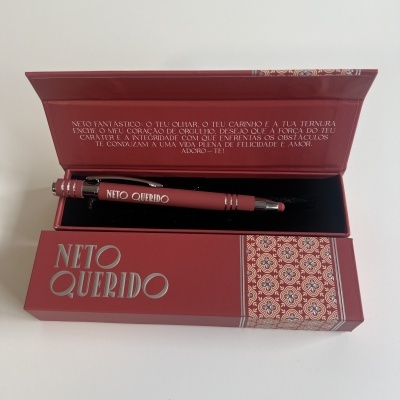 NETO FANTÁSTICO: O TEU OLHAR, O TEU CARINHO E A TUA TERNURA
ENCHE O MEU CORAÇÃO DE ORGULHO. DESEJO QUE A FORÇA DO TEU
CARÁTER E A INTEGRIDADE COM QUE ENFRENTAS OS OBSTÁCULOS
TE CONDUZAM A UMA VIDA PLENA DE FELICIDADE E AMOR.
ADORO-TE!
NETO QUERIDO
NETO
QUERIDO